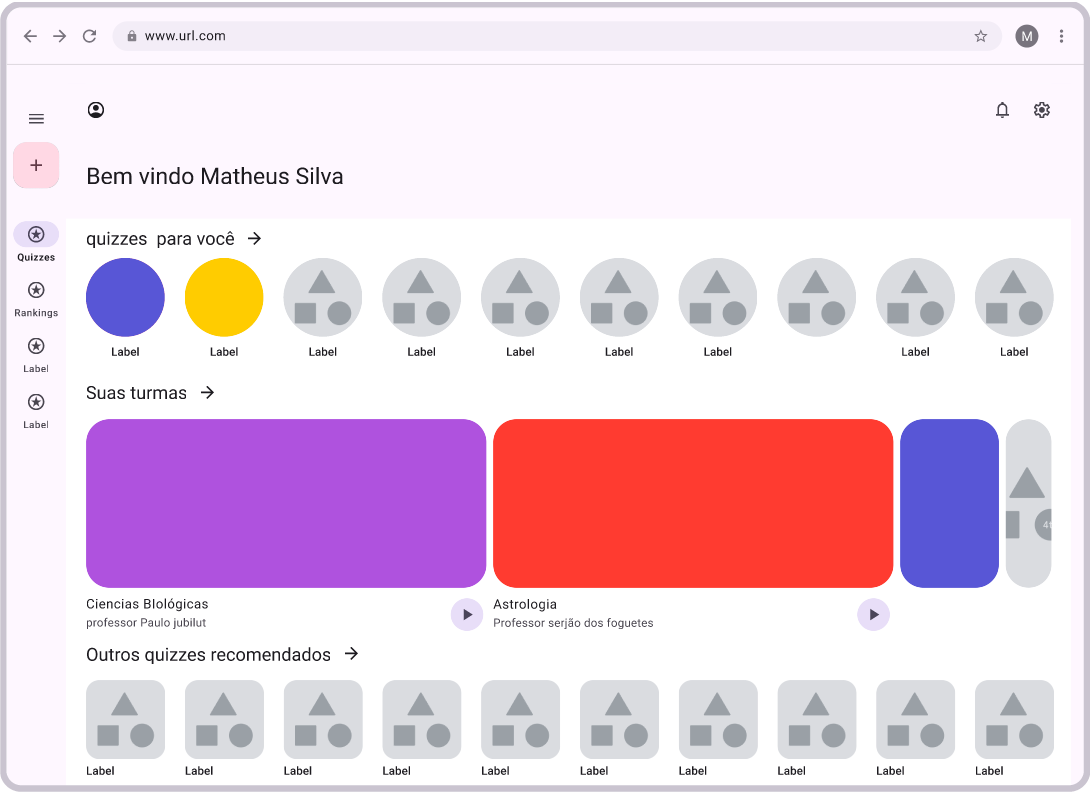 www.url.com
M
Bem vindo Matheus Silva
Quizzes
Rankings
Label
Label
quizzes  para você
Label
Label
Label
Label
Label
Label
Label
Label
Label
Suas turmas
Ciencias BIológicas
professor Paulo jubilut
Astrologia
Professor serjão dos foguetes
Outros quizzes recomendados
Label
Label
Label
Label
Label
Label
Label
Label
Label
Label